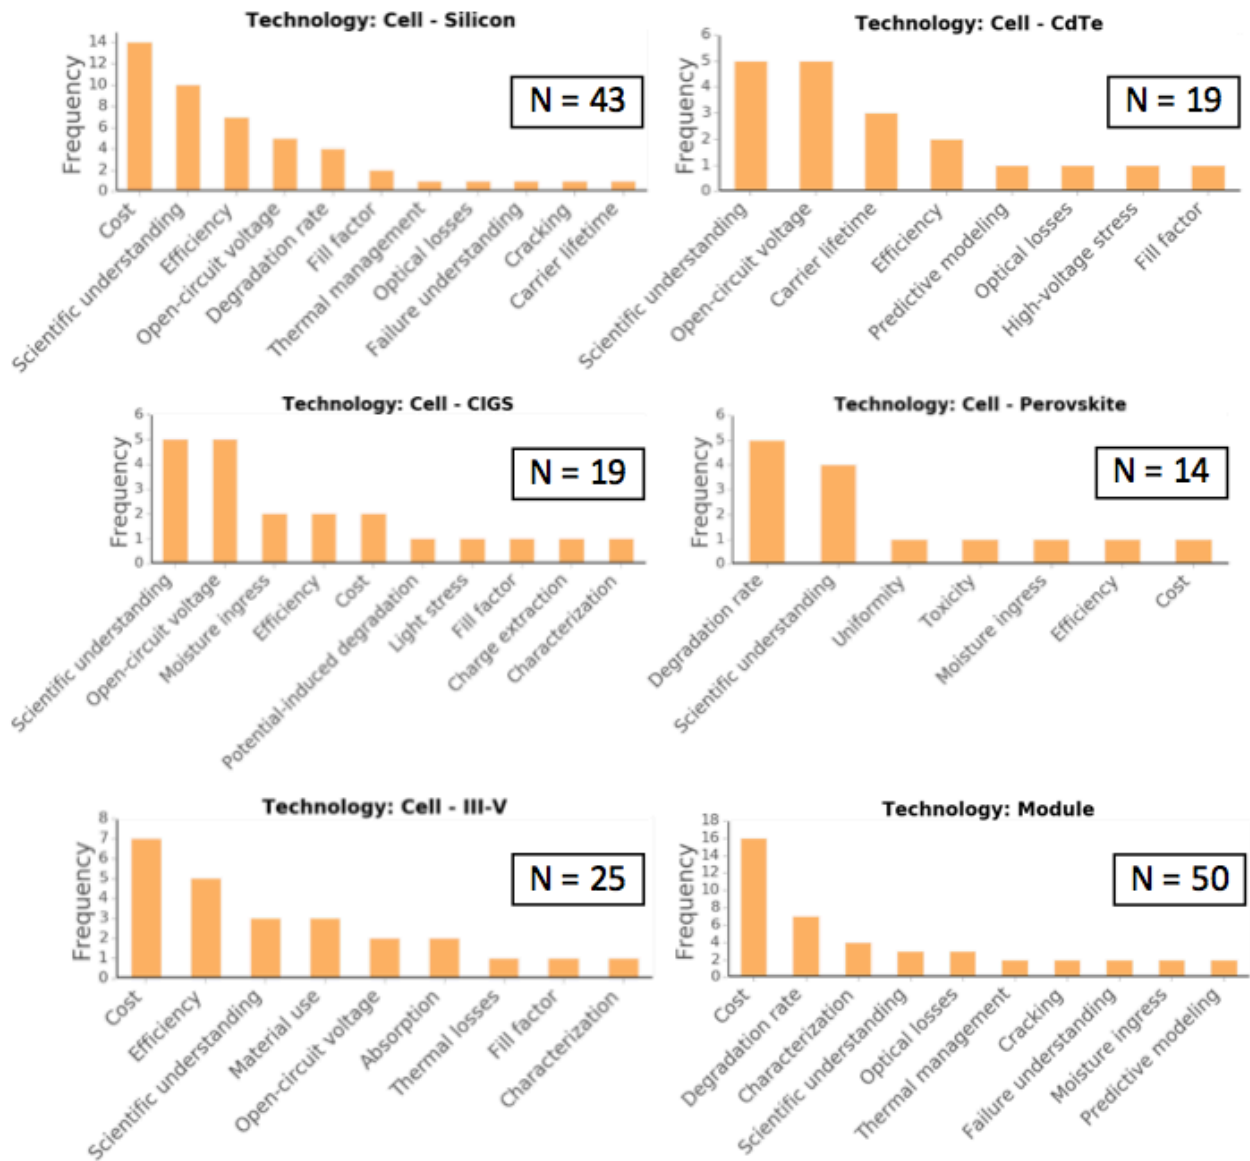 Technology: Cell - Silicon
Frequency
14
12
10
8
6
4
2
0
N = 43
Cost
Scientific understanding
Efficiency
Open-circuit voltage
Degradation rate
Fill factor
Thermal management
Optical losses
Failure understanding
Cracking
Carrier lifetime
Technology: Cell - CdTe
Frequency
6
5
4
3
2
1
0
N = 19
Scientific understanding
Open-circuit voltage
Carrier lifetime
Efficiency
Predictive modeling
Optical losses
High-voltage stress
Fill factor
Technology: Cell - CIGS
Frequency
6
5
4
3
2
1
0
N = 19
Scientific understanding
Open-circuit voltage
Moisture ingress
Efficiency
Cost
Potential-induced degradation
Light stress
Fill factor
Charge extraction
Characterization
Technology: Cell - Perovskite
Frequency
6
5
4
3
2
1
0
N = 14
Degradation rate
Scientific understanding
Uniformity
Toxicity
Moisture ingress
Efficiency
Cost
Technology: Cell - III-V
Frequency
8
7
6
5
4
3
2
1
0
N = 25
Cost
Efficiency
Scientific understanding
Material use
Open-circuit voltage
Absorption
Thermal losses
Fill factor
Characterization
Technology: Module
Frequency
18
16
14
12
10
8
6
4
2
0
N = 50
Cost
Degradation rate
Characterization
Scientific understanding
Optical losses
Thermal management
Cracking
Failure understanding
Moisture ingress
Predictive modeling